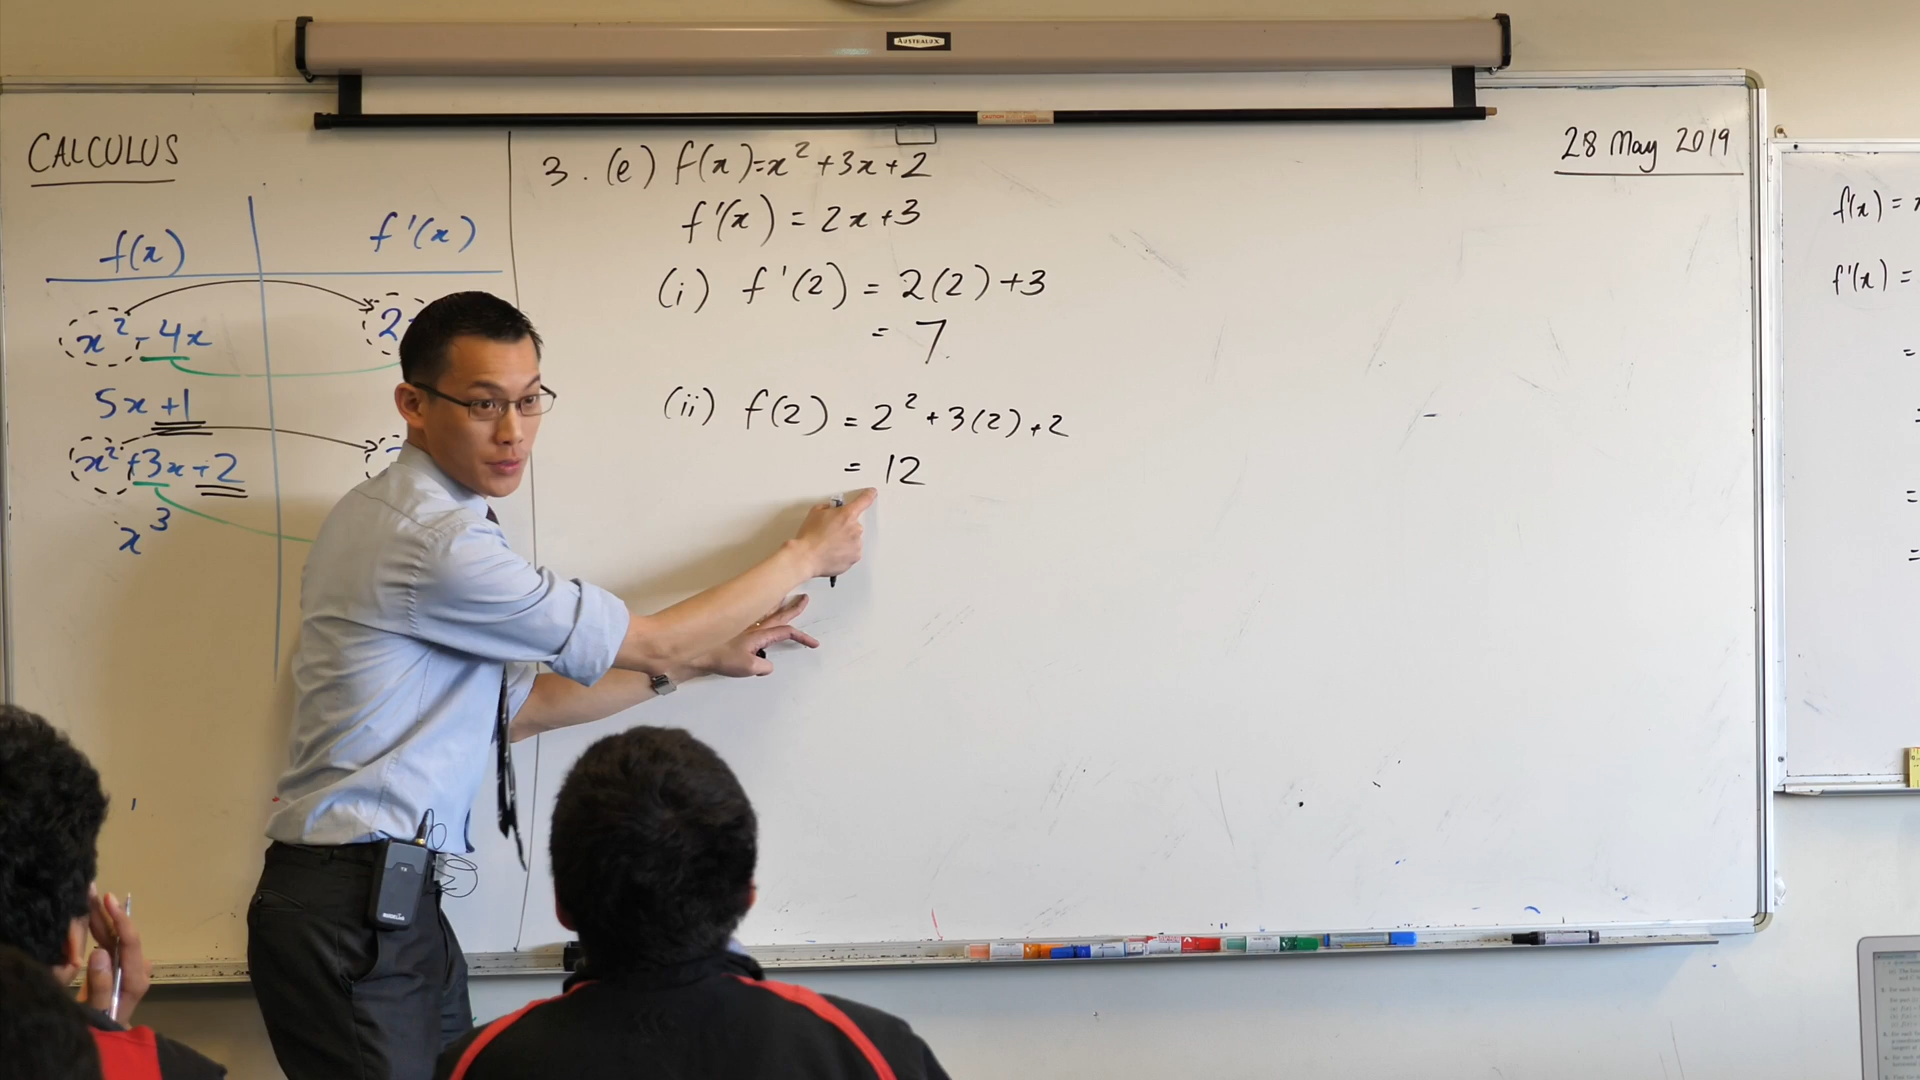 AUSTRALUX
CALCULUS
28 May 2019
f(x)
f'(x)
x² - 4x
5x + 1
x² + 3x + 2
x³
3. (e) f(x) = x² + 3x + 2
f'(x) = 2x + 3
(i) f'(2) = 2(2) + 3
= 7
(ii) f(2) = 2² + 3(2) + 2
= 12
f(x) =
f'(x) =
=
=
=
=